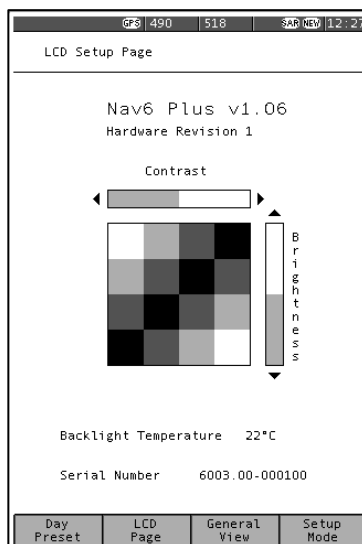 GPS 490 518 SAR NEW 12:27
LCD Setup Page
Nav6 Plus v1.06
Hardware Revision 1
Contrast
Brightness
Backlight Temperature 22°C
Serial Number 6003.00-000100
Day Preset LCD Page General View Setup Mode